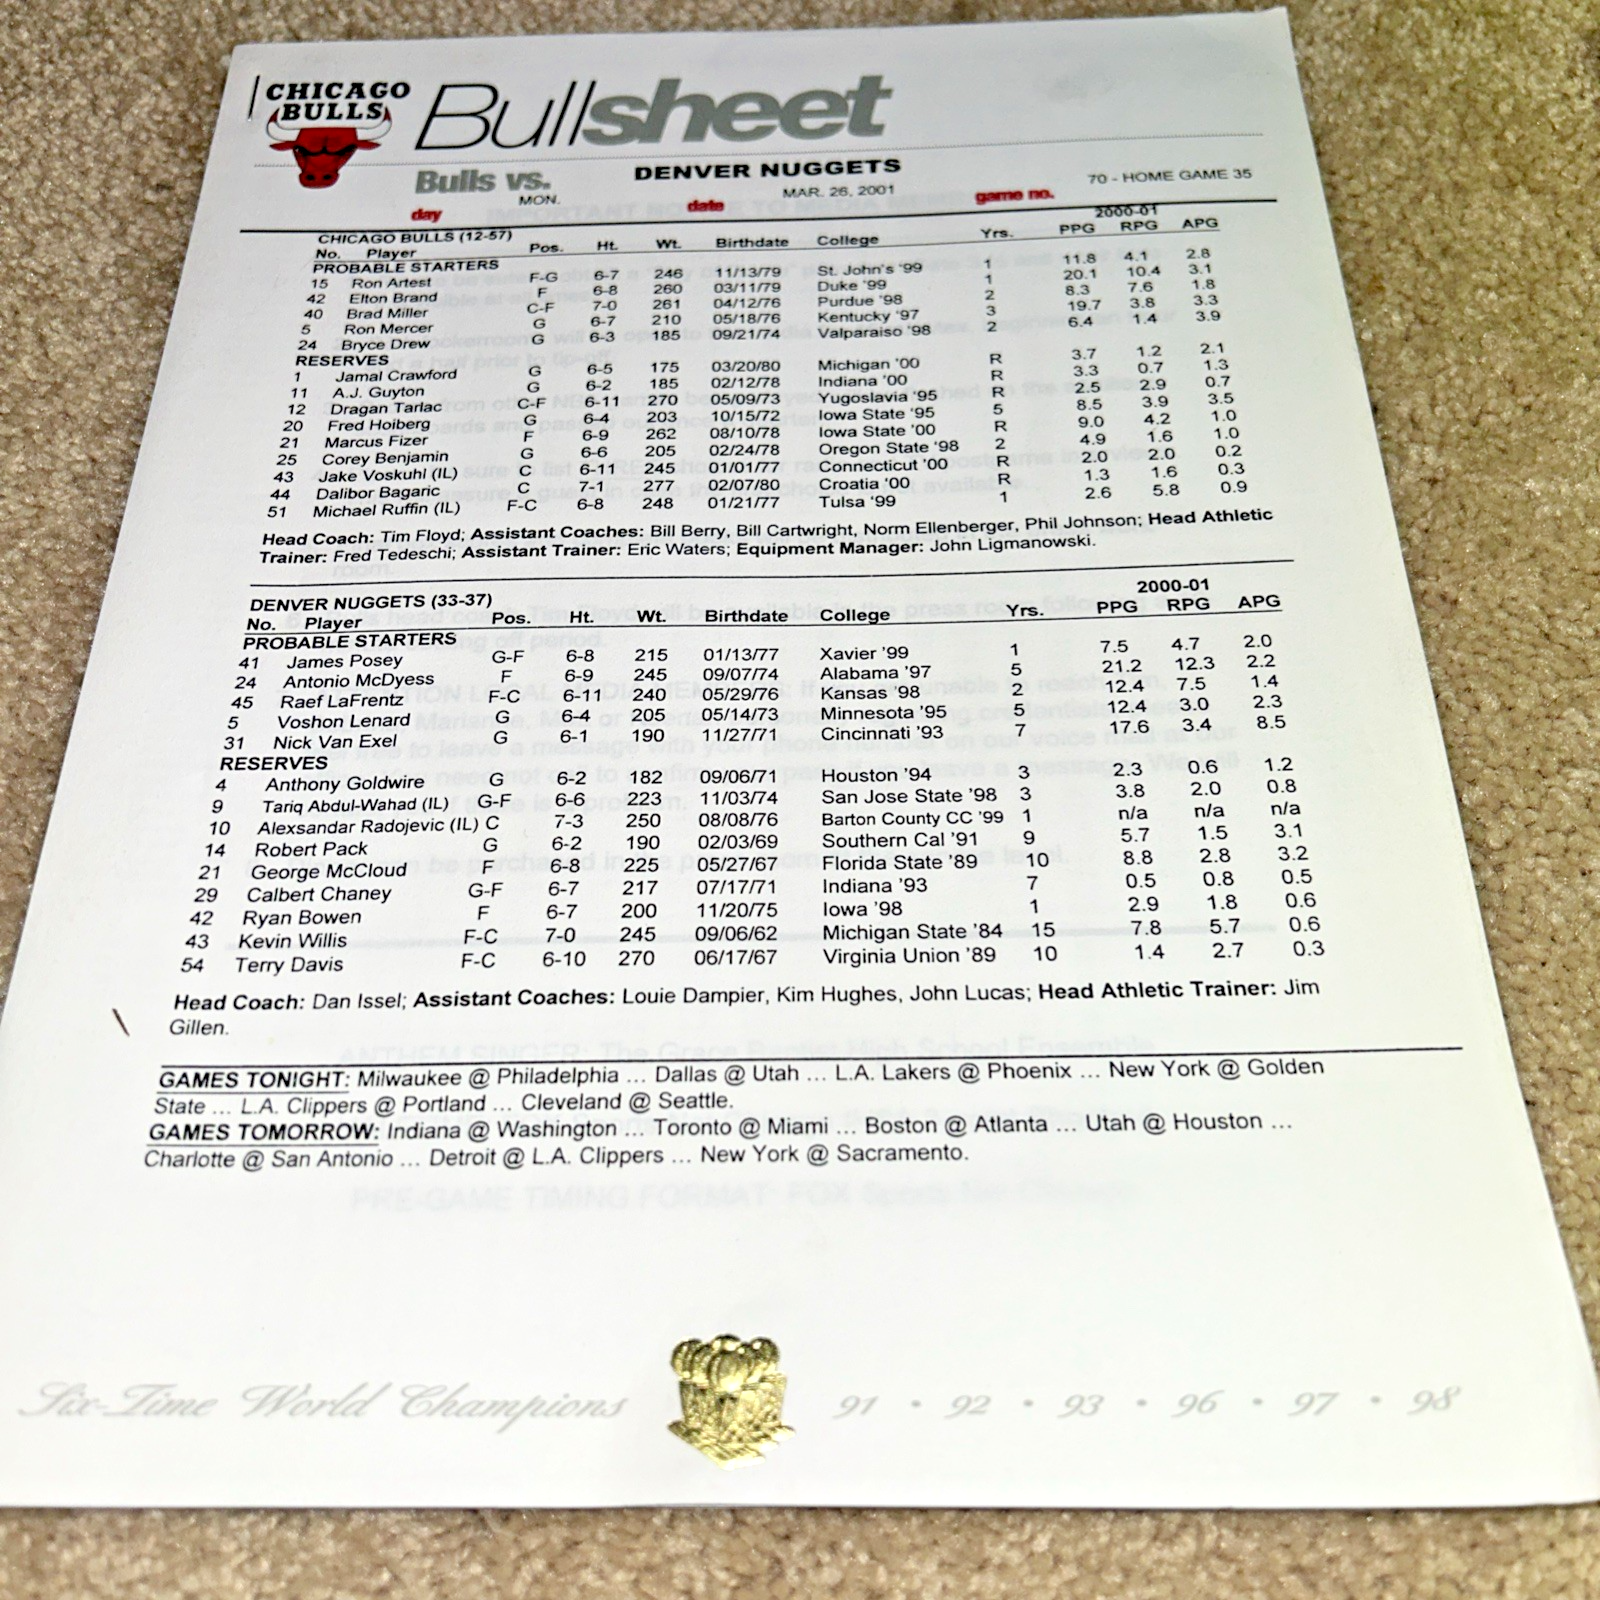 CHICAGO
BULLS
Bullsheet
Bulls vs. DENVER NUGGETS 70 - HOME GAME 35
day MON. date MAR. 26, 2001 game no.
2000-01
CHICAGO BULLS (12-57)
No. Player Pos. Ht. Wt. Birthdate College Yrs. PPG RPG APG
PROBABLE STARTERS
15 Ron Artest F-G 6-7 246 11/13/79 St. John's '99 1 11.8 4.1 2.8
42 Elton Brand F 6-8 260 03/11/79 Duke '99 1 20.1 10.4 3.1
40 Brad Miller C-F 7-0 261 04/12/76 Purdue '98 2 8.3 7.6 1.8
5 Ron Mercer G 6-7 210 05/18/76 Kentucky '97 3 19.7 3.8 3.3
24 Bryce Drew G 6-3 185 09/21/74 Valparaiso '98 2 6.4 1.4 3.9
RESERVES
1 Jamal Crawford G 6-5 175 03/20/80 Michigan '00 R 3.7 1.2 2.1
11 A.J. Guyton G 6-2 185 02/12/78 Indiana '00 R 3.3 0.7 1.3
12 Dragan Tarlac C-F 6-11 270 05/09/73 Yugoslavia '95 R 2.5 2.9 0.7
20 Fred Hoiberg G 6-4 203 10/15/72 Iowa State '95 5 8.5 3.9 3.5
21 Marcus Fizer F 6-9 262 08/10/78 Iowa State '00 R 9.0 4.2 1.0
25 Corey Benjamin G 6-6 205 02/24/78 Oregon State '98 2 4.9 1.6 1.0
43 Jake Voskuhl (IL) C 6-11 245 01/01/77 Connecticut '00 R 2.0 2.0 0.2
44 Dalibor Bagaric C 7-1 277 02/07/80 Croatia '00 R 1.3 1.6 0.3
51 Michael Ruffin (IL) F-C 6-8 248 01/21/77 Tulsa '99 1 2.6 5.8 0.9
Head Coach: Tim Floyd; Assistant Coaches: Bill Berry, Bill Cartwright, Norm Ellenberger, Phil Johnson; Head Athletic
Trainer: Fred Tedeschi; Assistant Trainer: Eric Waters; Equipment Manager: John Ligmanowski.
2000-01
DENVER NUGGETS (33-37)
No. Player Pos. Ht. Wt. Birthdate College Yrs. PPG RPG APG
PROBABLE STARTERS
41 James Posey G-F 6-8 215 01/13/77 Xavier '99 1 7.5 4.7 2.0
24 Antonio McDyess F 6-9 245 09/07/74 Alabama '97 5 21.2 12.3 2.2
45 Raef LaFrentz F-C 6-11 240 05/29/76 Kansas '98 2 12.4 7.5 1.4
5 Voshon Lenard G 6-4 205 05/14/73 Minnesota '95 5 12.4 3.0 2.3
31 Nick Van Exel G 6-1 190 11/27/71 Cincinnati '93 7 17.6 3.4 8.5
RESERVES
4 Anthony Goldwire G 6-2 182 09/06/71 Houston '94 3 2.3 0.6 1.2
9 Tariq Abdul-Wahad (IL) G-F 6-6 223 11/03/74 San Jose State '98 3 3.8 2.0 0.8
10 Alexsandar Radojevic (IL) C 7-3 250 08/08/76 Barton County CC '99 1 n/a n/a n/a
14 Robert Pack G 6-2 190 02/03/69 Southern Cal '91 9 5.7 1.5 3.1
21 George McCloud F 6-8 225 05/27/67 Florida State '89 10 8.8 2.8 3.2
29 Calbert Chaney G-F 6-7 217 07/17/71 Indiana '93 7 0.5 0.8 0.5
42 Ryan Bowen F 6-7 200 11/20/75 Iowa '98 1 2.9 1.8 0.6
43 Kevin Willis F-C 7-0 245 09/06/62 Michigan State '84 15 7.8 5.7 0.6
54 Terry Davis F-C 6-10 270 06/17/67 Virginia Union '89 10 1.4 2.7 0.3
Head Coach: Dan Issel; Assistant Coaches: Louie Dampier, Kim Hughes, John Lucas; Head Athletic Trainer: Jim
Gillen.
GAMES TONIGHT: Milwaukee @ Philadelphia ... Dallas @ Utah ... L.A. Lakers @ Phoenix ... New York @ Golden
State ... L.A. Clippers @ Portland ... Cleveland @ Seattle.
GAMES TOMORROW: Indiana @ Washington ... Toronto @ Miami ... Boston @ Atlanta ... Utah @ Houston ...
Charlotte @ San Antonio ... Detroit @ L.A. Clippers ... New York @ Sacramento.
Six-Time World Champions 91 • 92 • 93 • 96 • 97 • 98